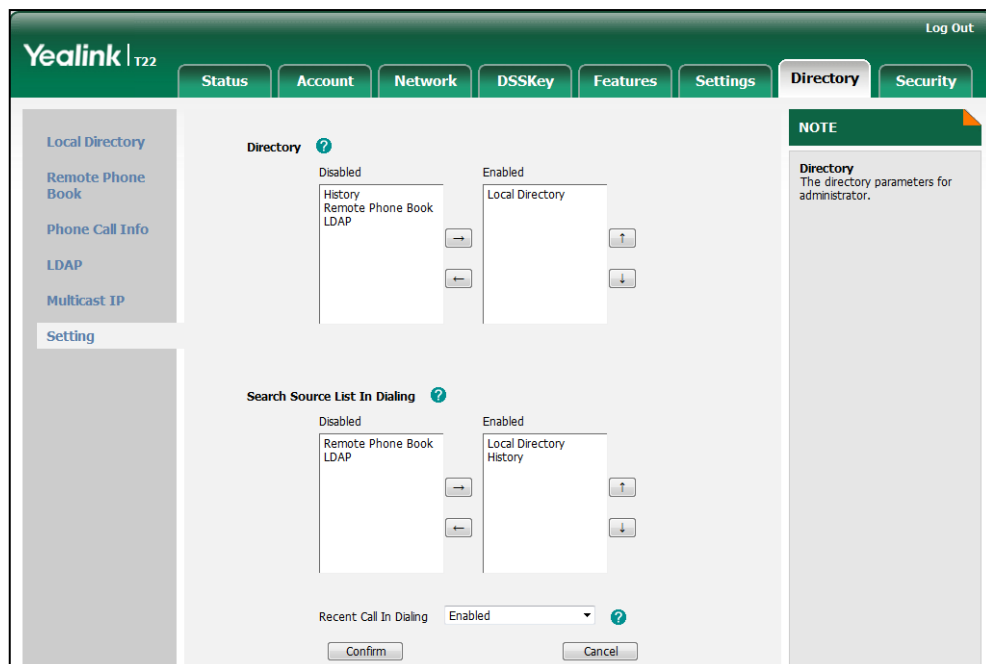 Log Out
Yealink T22
Status Account Network DSSKey Features Settings Directory Security
Local Directory
Remote Phone
Book
Phone Call Info
LDAP
Multicast IP
Setting
Directory ?
Disabled Enabled
History
Remote Phone Book
LDAP
Local Directory
→ ↑
← ↓
Search Source List In Dialing ?
Disabled Enabled
Remote Phone Book
LDAP
Local Directory
History
→ ↑
← ↓
Recent Call In Dialing Enabled ?
Confirm Cancel
NOTE
Directory
The directory parameters for
administrator.